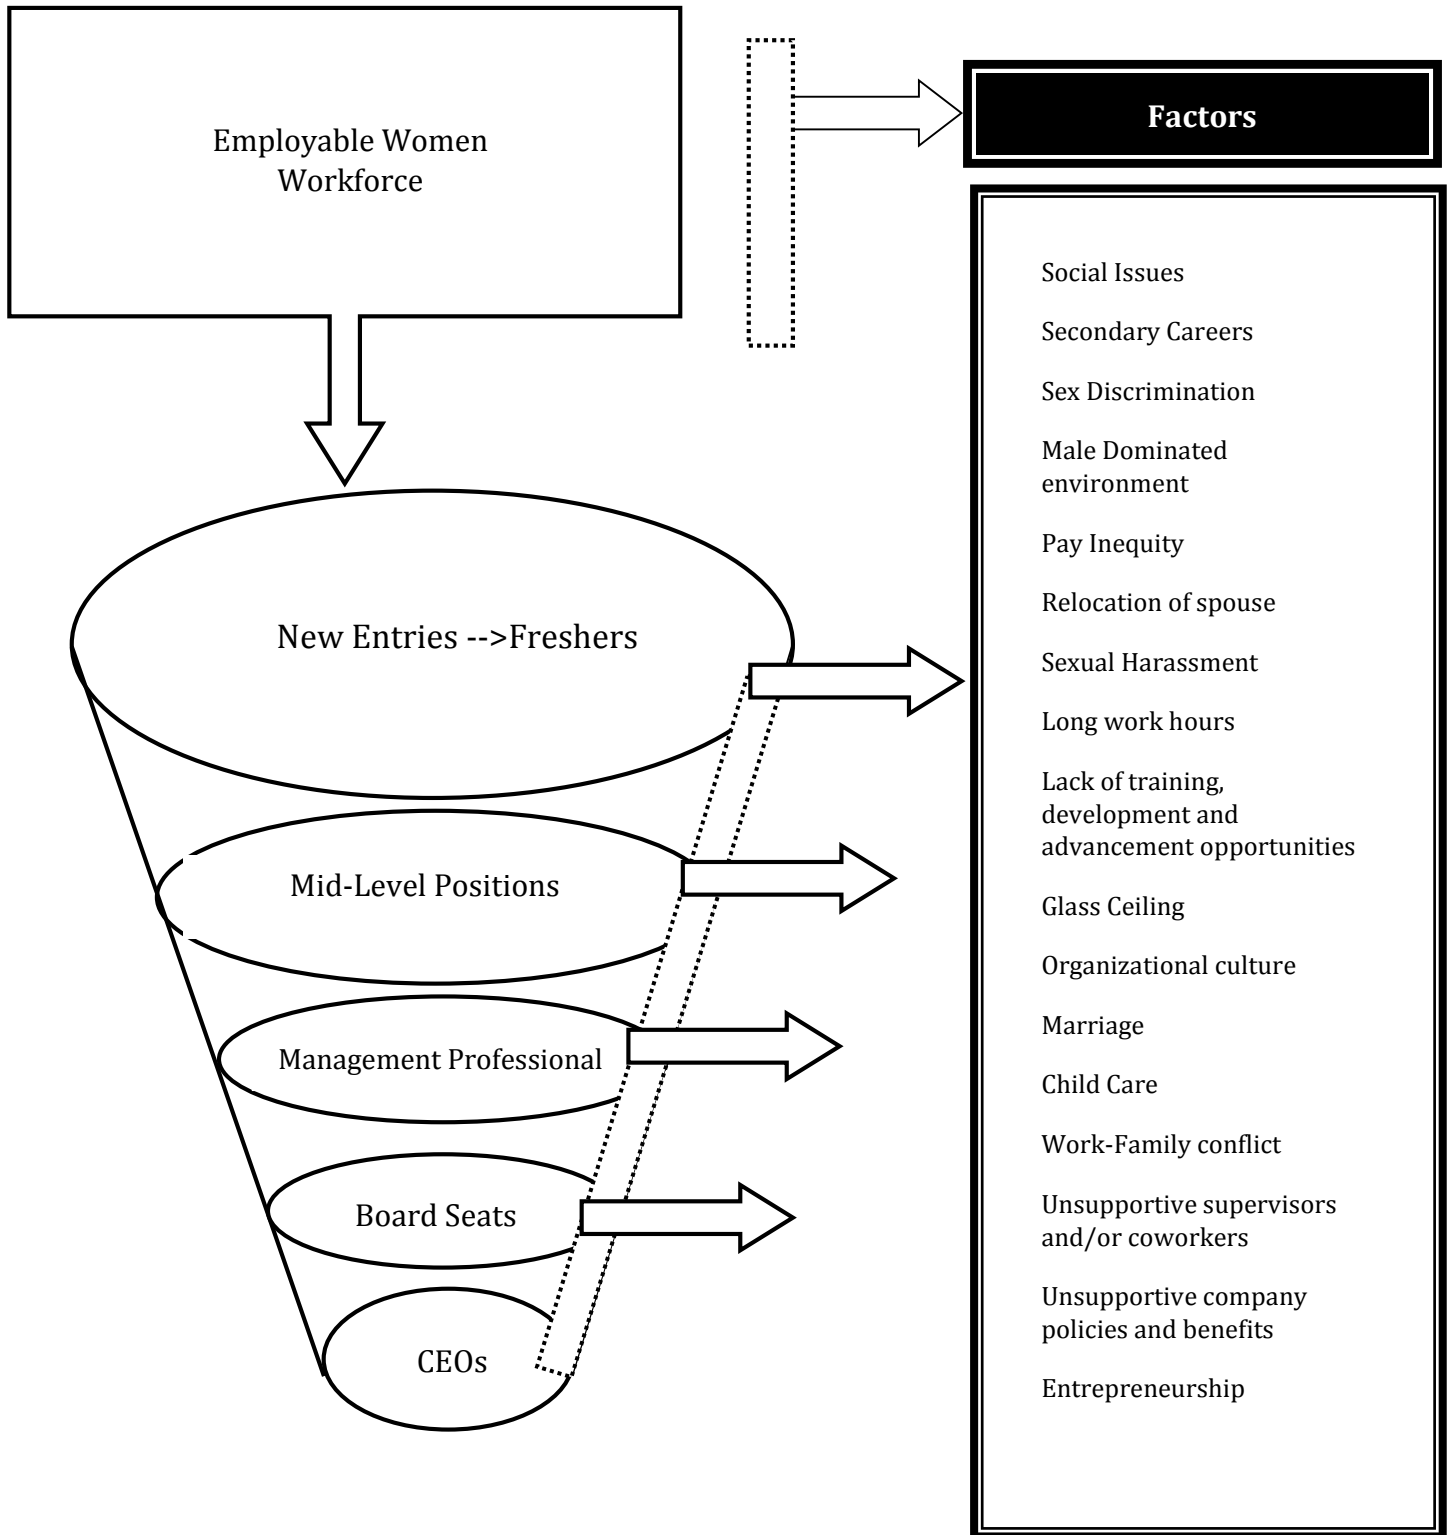 Employable Women
Workforce
New Entries -->Freshers
Mid-Level Positions
Management Professional
Board Seats
CEOs
Factors
Social Issues
Secondary Careers
Sex Discrimination
Male Dominated
environment
Pay Inequity
Relocation of spouse
Sexual Harassment
Long work hours
Lack of training,
development and
advancement opportunities
Glass Ceiling
Organizational culture
Marriage
Child Care
Work-Family conflict
Unsupportive supervisors
and/or coworkers
Unsupportive company
policies and benefits
Entrepreneurship